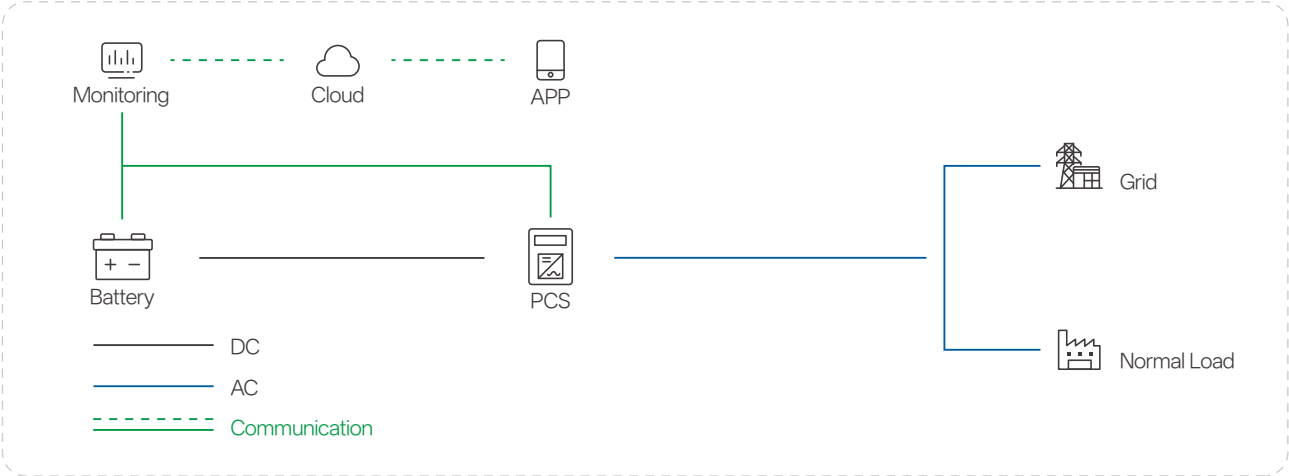 Monitoring
Cloud
APP
Grid
Battery
PCS
DC
Normal Load
AC
Communication